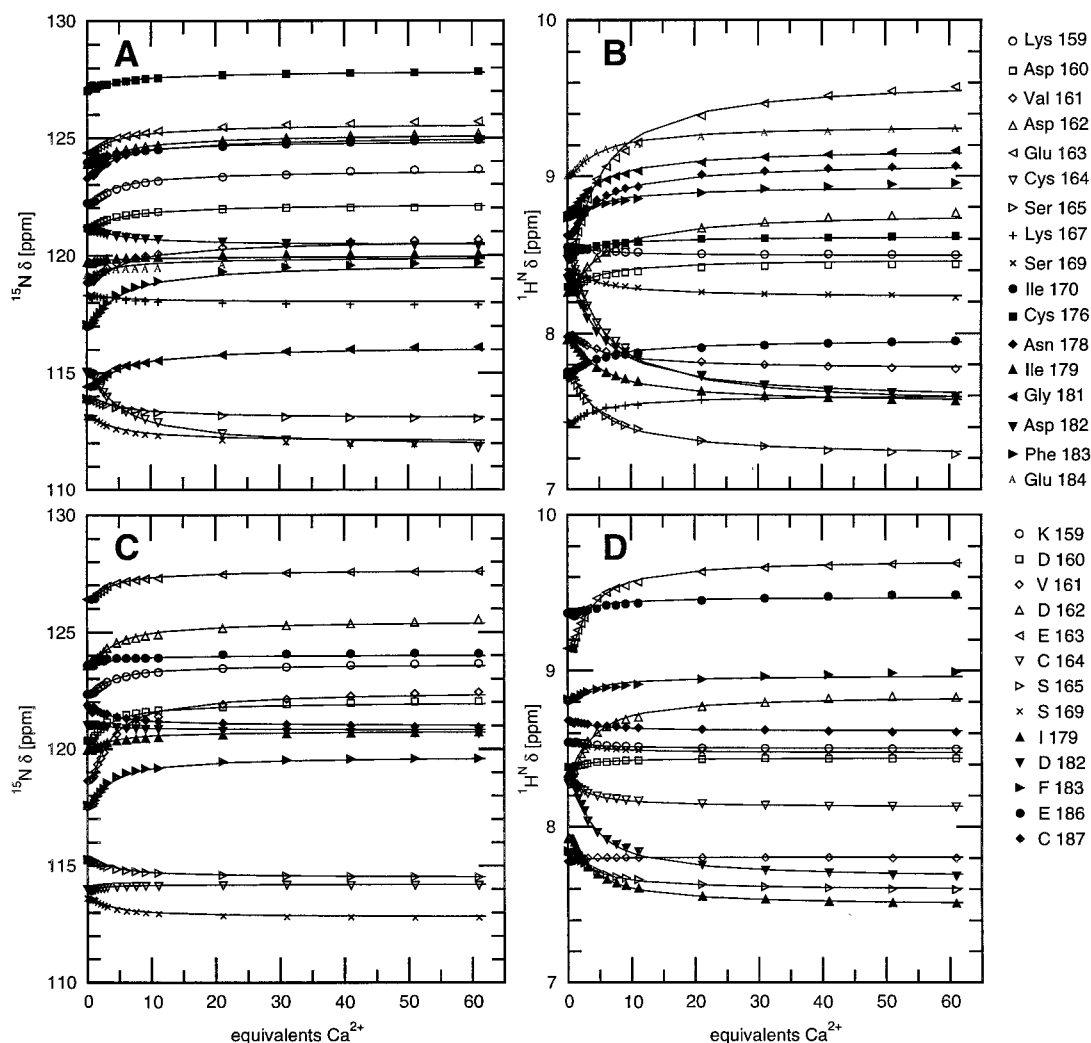 A
B
C
D
130
125
120
115
110
¹⁵N δ [ppm]
10
9
8
7
¹Hᴺ δ [ppm]
Lys 159
Asp 160
Val 161
Asp 162
Glu 163
Cys 164
Ser 165
Lys 167
Ser 169
Ile 170
Cys 176
Asn 178
Ile 179
Gly 181
Asp 182
Phe 183
Glu 184
130
125
120
115
110
¹⁵N δ [ppm]
0 10 20 30 40 50 60
equivalents Ca²⁺
10
9
8
7
¹Hᴺ δ [ppm]
0 10 20 30 40 50 60
equivalents Ca²⁺
K 159
D 160
V 161
D 162
E 163
C 164
S 165
S 169
I 179
D 182
F 183
E 186
C 187